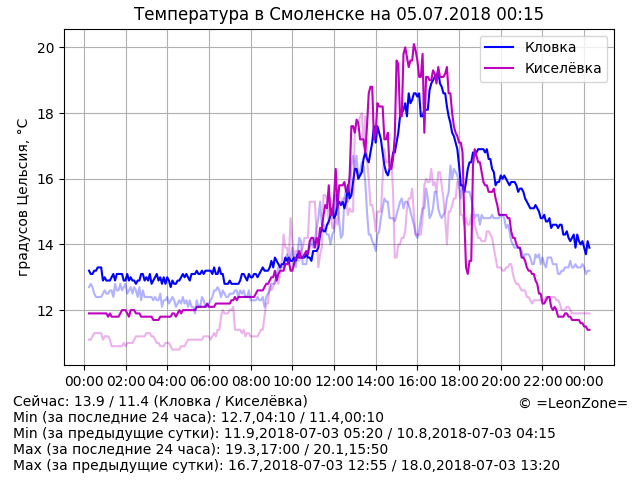 Температура в Смоленске на 05.07.2018 00:15
Кловка
Киселёвка
градусов Цельсия, °C
20
18
16
14
12
00:00 02:00 04:00 06:00 08:00 10:00 12:00 14:00 16:00 18:00 20:00 22:00 00:00
Сейчас: 13.9 / 11.4 (Кловка / Киселёвка)
© =LeonZone=
Min (за последние 24 часа): 12.7,04:10 / 11.4,00:10
Min (за предыдущие сутки): 11.9,2018-07-03 05:20 / 10.8,2018-07-03 04:15
Max (за последние 24 часа): 19.3,17:00 / 20.1,15:50
Max (за предыдущие сутки): 16.7,2018-07-03 12:55 / 18.0,2018-07-03 13:20